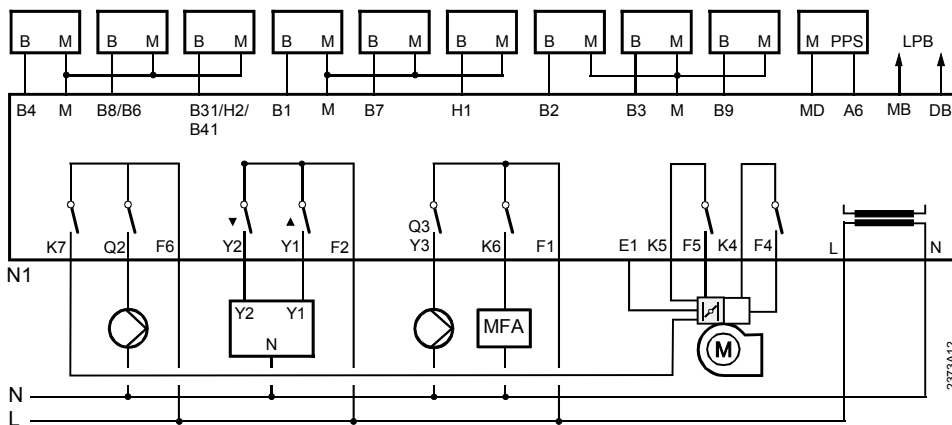 B M B M B M B M B M B M B M B M B M M PPS LPB
B4 M B8/B6 B31/H2/ B1 M B7 H1 B2 B3 M B9 MD A6 MB DB
B41
Q3
K7 Q2 F6 Y2 Y1 F2 Y3 K6 F1 E1 K5 F5 K4 F4 L N
N1
Y2 Y1
N
MFA
M
2373A12
N
L